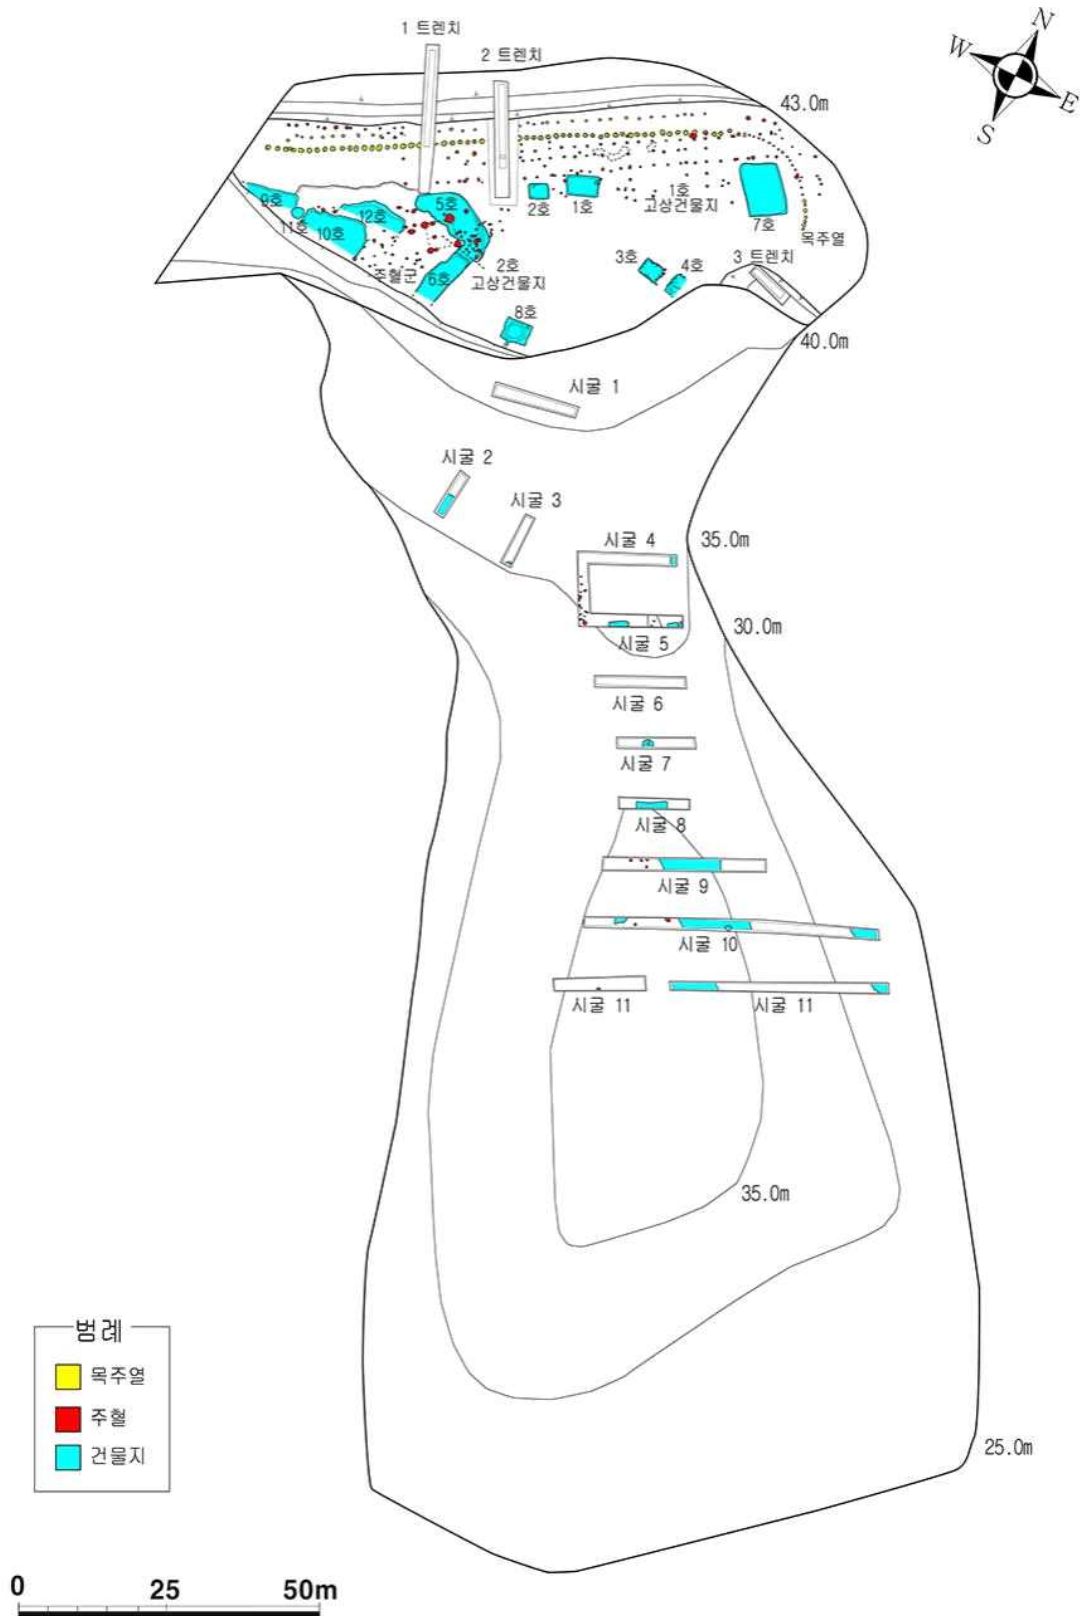 1 트렌치
2 트렌치
N
W
E
S
43.0m
9호
11호
10호
12호
5호
2호
1호
1호
고상건물지
7호
목주열
주혈군
6호
2호
고상건물지
3호
4호
3 트렌치
8호
40.0m
시굴 1
시굴 2
시굴 3
시굴 4
35.0m
시굴 5
30.0m
시굴 6
시굴 7
시굴 8
시굴 9
시굴 10
시굴 11
시굴 11
35.0m
범례
목주열
주혈
건물지
25.0m
0 25 50m